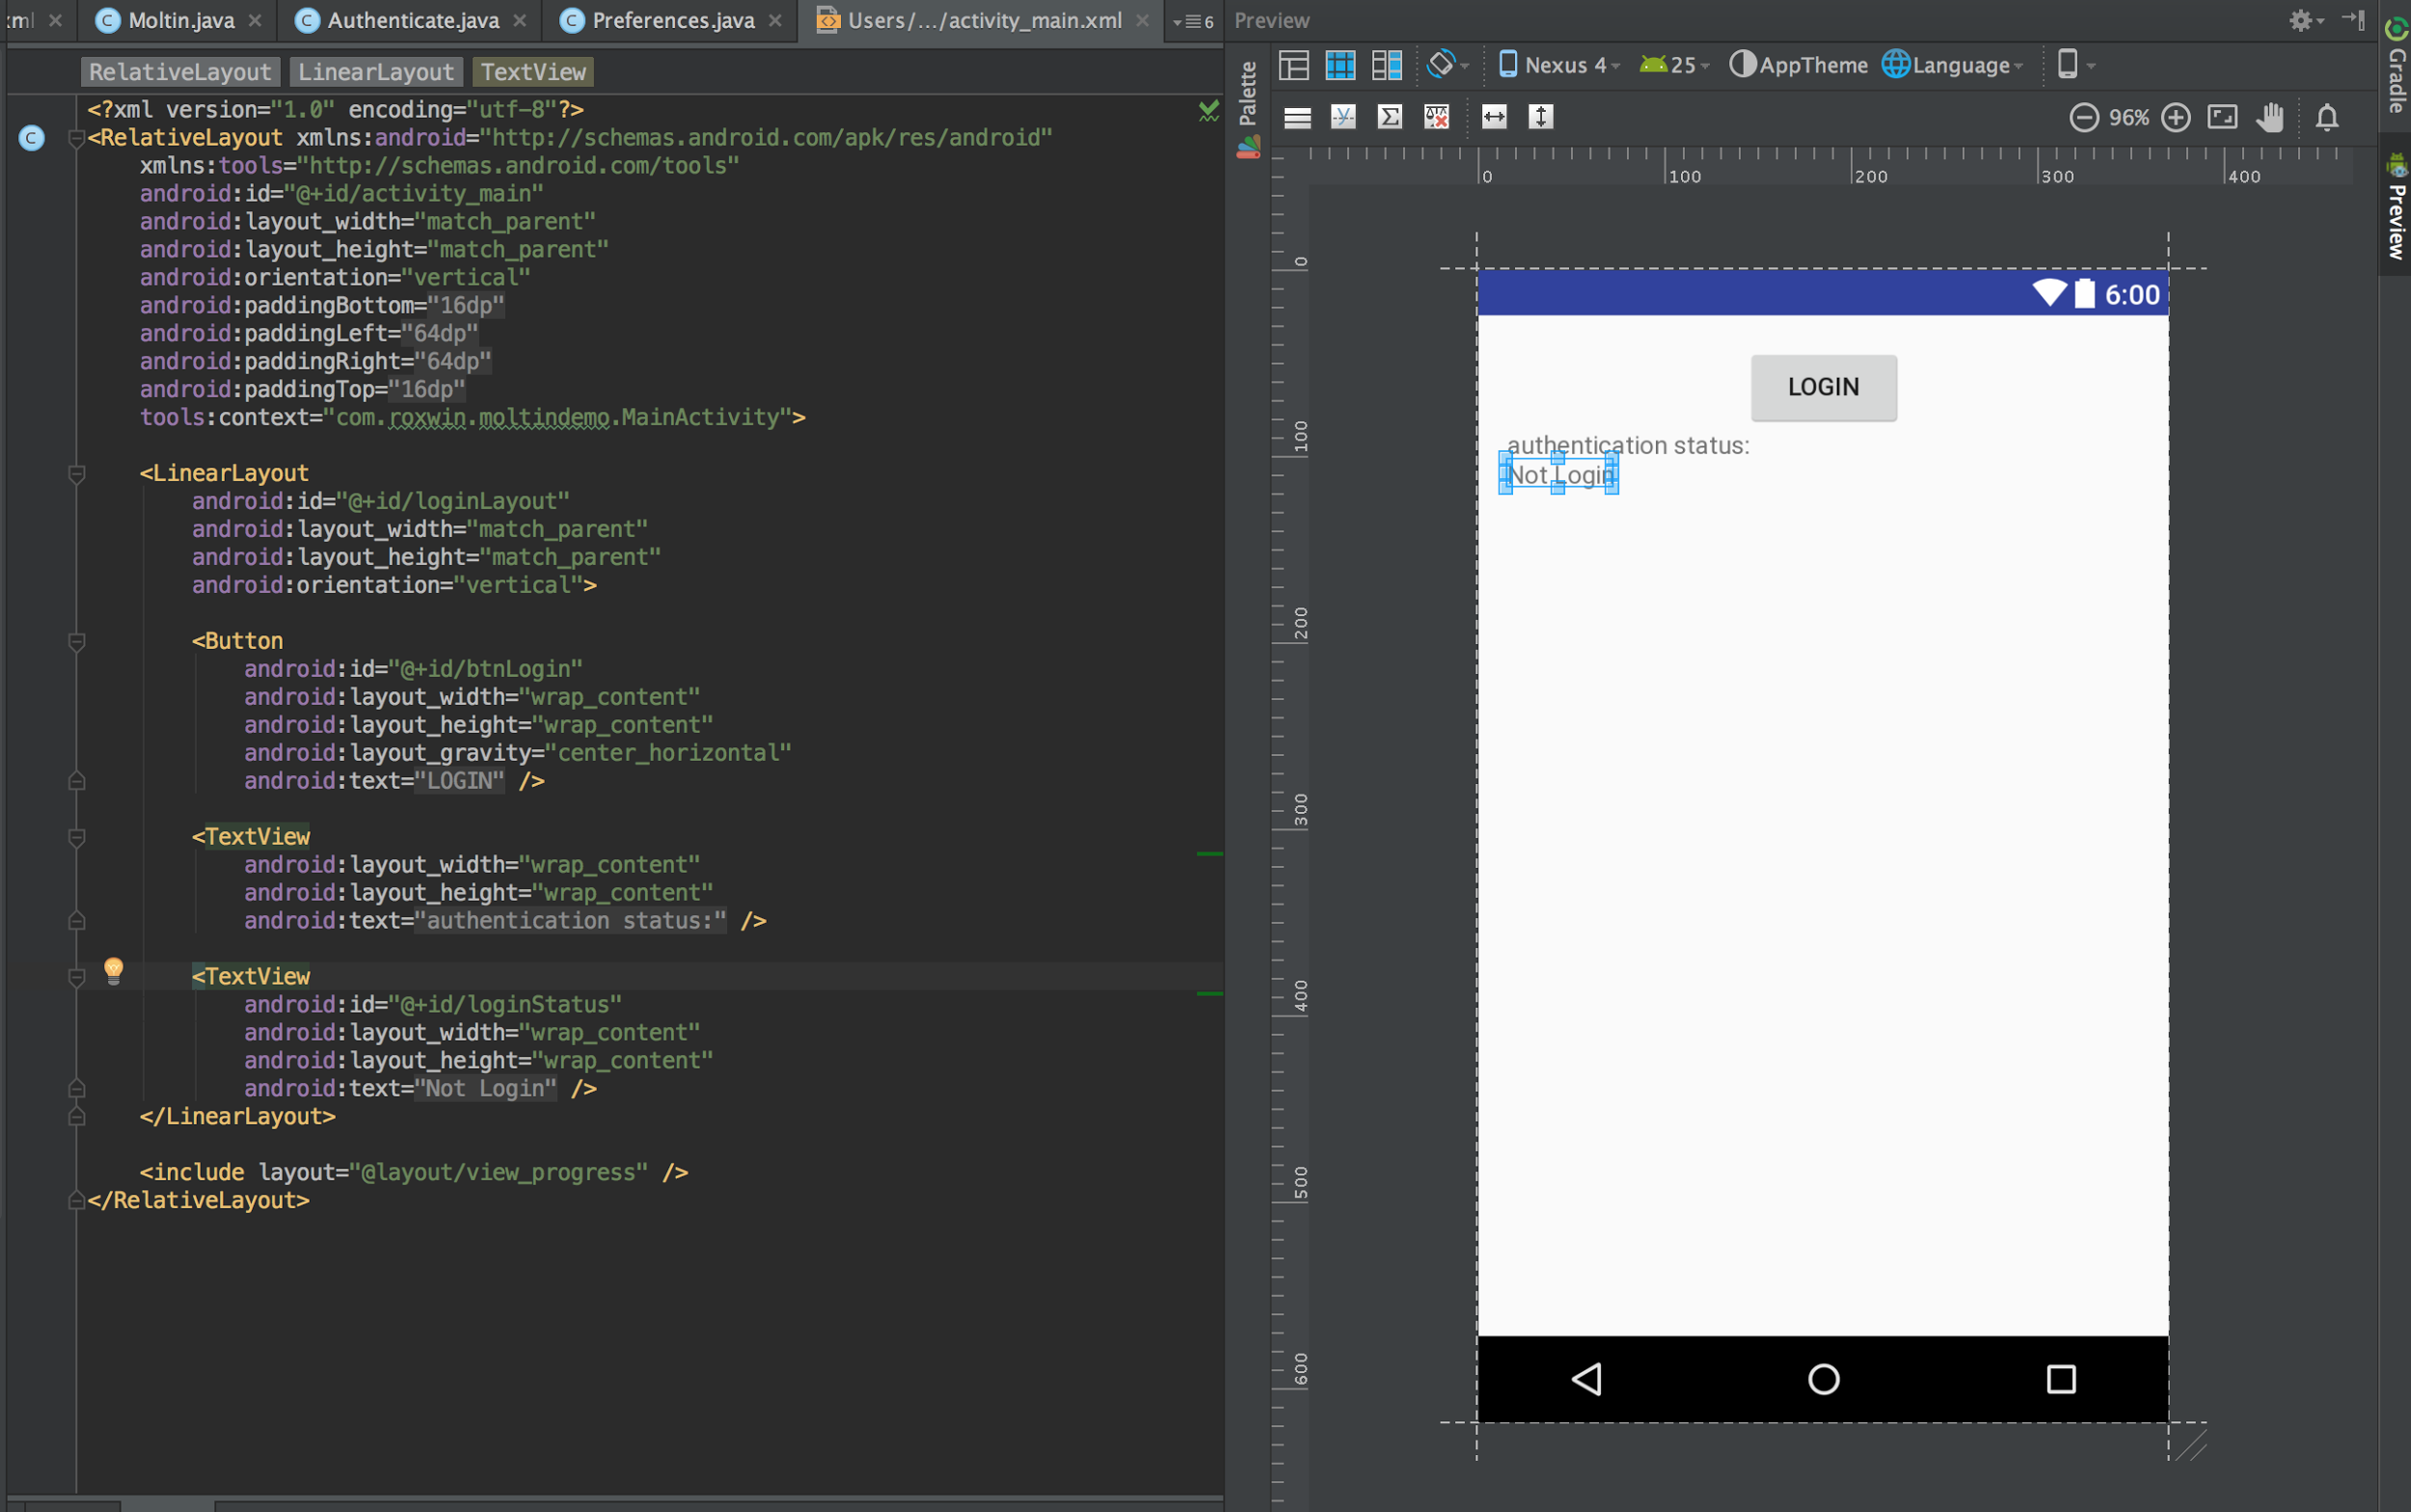 :ml Moltin.java Authenticate.java Preferences.java Users/.../activity_main.xml 6 Preview
RelativeLayout LinearLayout TextView
<?xml version="1.0" encoding="utf-8"?>
<RelativeLayout xmlns:android="http://schemas.android.com/apk/res/android"
xmlns:tools="http://schemas.android.com/tools"
android:id="@+id/activity_main"
android:layout_width="match_parent"
android:layout_height="match_parent"
android:orientation="vertical"
android:paddingBottom="16dp"
android:paddingLeft="64dp"
android:paddingRight="64dp"
android:paddingTop="16dp"
tools:context="com.roxwin.moltindemo.MainActivity">
<LinearLayout
android:id="@+id/loginLayout"
android:layout_width="match_parent"
android:layout_height="match_parent"
android:orientation="vertical">
<Button
android:id="@+id/btnLogin"
android:layout_width="wrap_content"
android:layout_height="wrap_content"
android:layout_gravity="center_horizontal"
android:text="LOGIN" />
<TextView
android:layout_width="wrap_content"
android:layout_height="wrap_content"
android:text="authentication status:" />
<TextView
android:id="@+id/loginStatus"
android:layout_width="wrap_content"
android:layout_height="wrap_content"
android:text="Not Login" />
</LinearLayout>
<include layout="@layout/view_progress" />
</RelativeLayout>
Palette
Nexus 4 25 AppTheme Language
96%
0 100 200 300 400
0
100
200
300
400
500
600
6:00
LOGIN
authentication status:
Not Login
Gradle
Preview